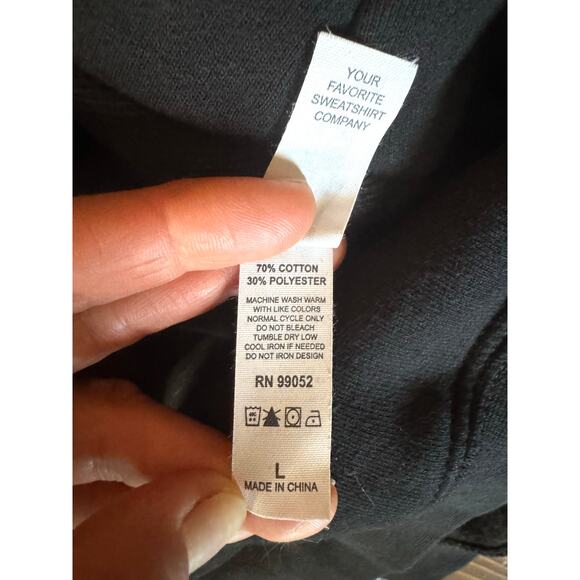 YOUR
FAVORITE
SWEATSHIRT
COMPANY
70% COTTON
30% POLYESTER
MACHINE WASH WARM
WITH LIKE COLORS
NORMAL CYCLE ONLY
DO NOT BLEACH
TUMBLE DRY LOW
COOL IRON IF NEEDED
DO NOT IRON DESIGN
RN 99052
L
MADE IN CHINA